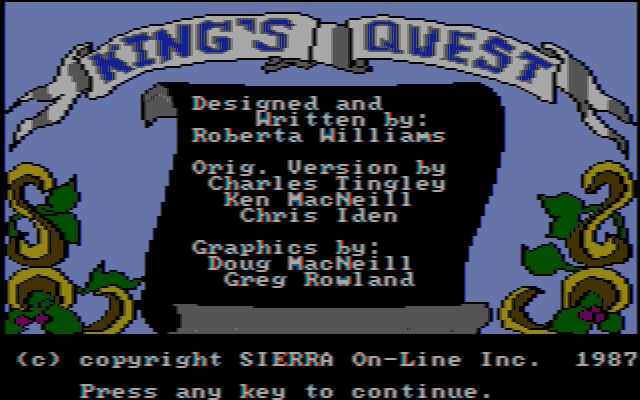 KING'S QUEST
Designed and
Written by:
Roberta Williams
Orig. Version by
Charles Tingley
Ken MacNeill
Chris Iden
Graphics by:
Doug MacNeill
Greg Rowland
(c) copyright SIERRA On-Line Inc. 1987
Press any key to continue.